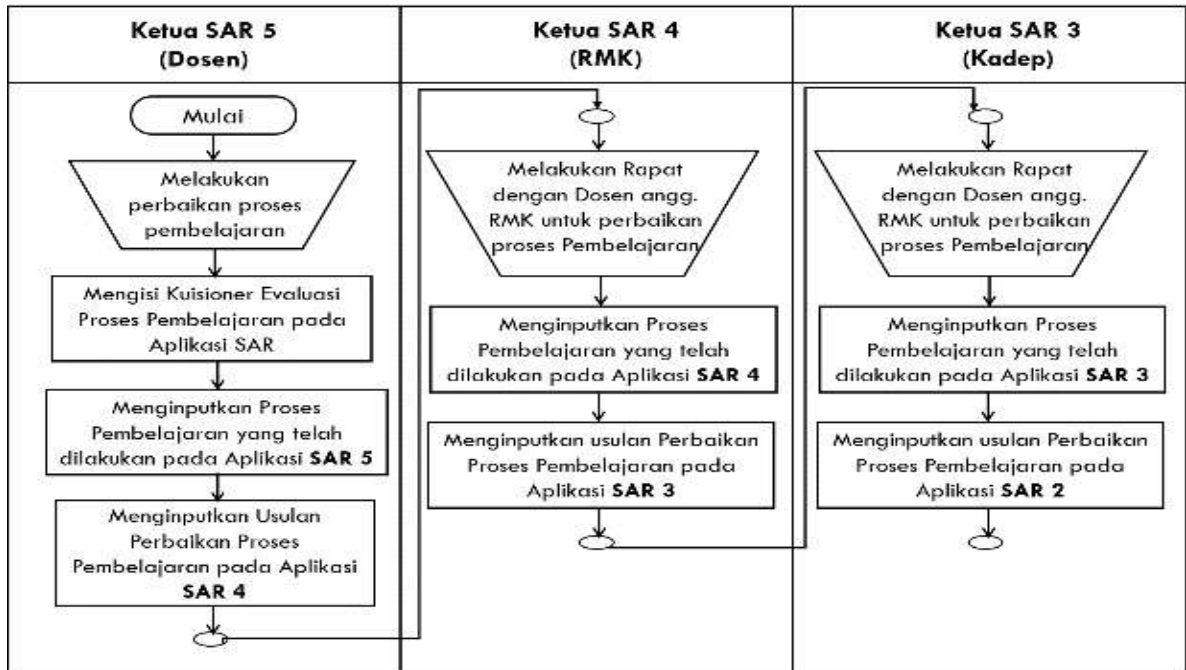 Ketua SAR 5
(Dosen)
Ketua SAR 4
(RMK)
Ketua SAR 3
(Kadep)
Mulai
Melakukan
perbaikan proses
pembelajaran
Mengisi Kuisioner Evaluasi
Proses Pembelajaran pada
Aplikasi SAR
Menginputkan Proses
Pembelajaran yang telah
dilakukan pada Aplikasi SAR 5
Menginputkan Usulan
Perbaikan Proses
Pembelajaran pada Aplikasi
SAR 4
Melakukan Rapat
dengan Dosen angg.
RMK untuk perbaikan
proses Pembelajaran
Menginputkan Proses
Pembelajaran yang telah
dilakukan pada Aplikasi SAR 4
Menginputkan usulan Perbaikan
Proses Pembelajaran pada
Aplikasi SAR 3
Melakukan Rapat
dengan Dosen angg.
RMK untuk perbaikan
proses Pembelajaran
Menginputkan Proses
Pembelajaran yang telah
dilakukan pada Aplikasi SAR 3
Menginputkan usulan Perbaikan
Proses Pembelajaran pada
Aplikasi SAR 2